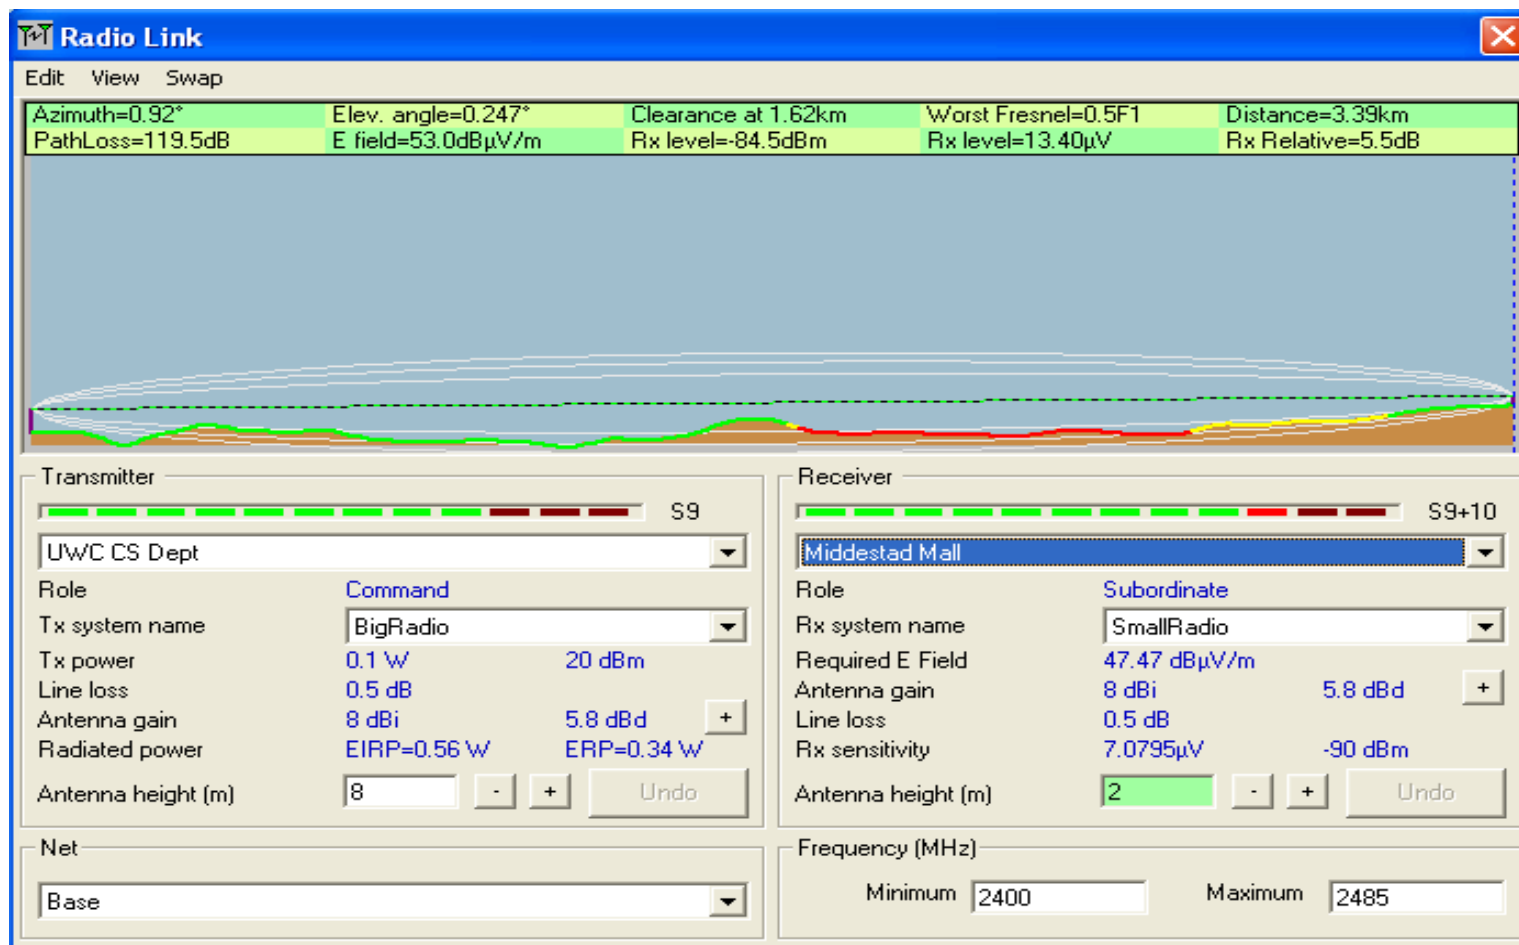 Radio Link
Edit View Swap
Azimuth=0.92° Elev. angle=0.247° Clearance at 1.62km Worst Fresnel=0.5F1 Distance=3.39km
PathLoss=119.5dB E field=53.0dBµV/m Rx level=-84.5dBm Rx level=13.40µV Rx Relative=5.5dB
Transmitter
S9
UWC CS Dept
Role Command
Tx system name BigRadio
Tx power 0.1 W 20 dBm
Line loss 0.5 dB
Antenna gain 8 dBi 5.8 dBd +
Radiated power EIRP=0.56 W ERP=0.34 W
Antenna height (m) 8 - + Undo
Net
Base
Receiver
S9+10
Middestad Mall
Role Subordinate
Rx system name SmallRadio
Required E Field 47.47 dBµV/m
Antenna gain 8 dBi 5.8 dBd +
Line loss 0.5 dB
Rx sensitivity 7.0795µV -90 dBm
Antenna height (m) 2 - + Undo
Frequency (MHz)
Minimum 2400 Maximum 2485